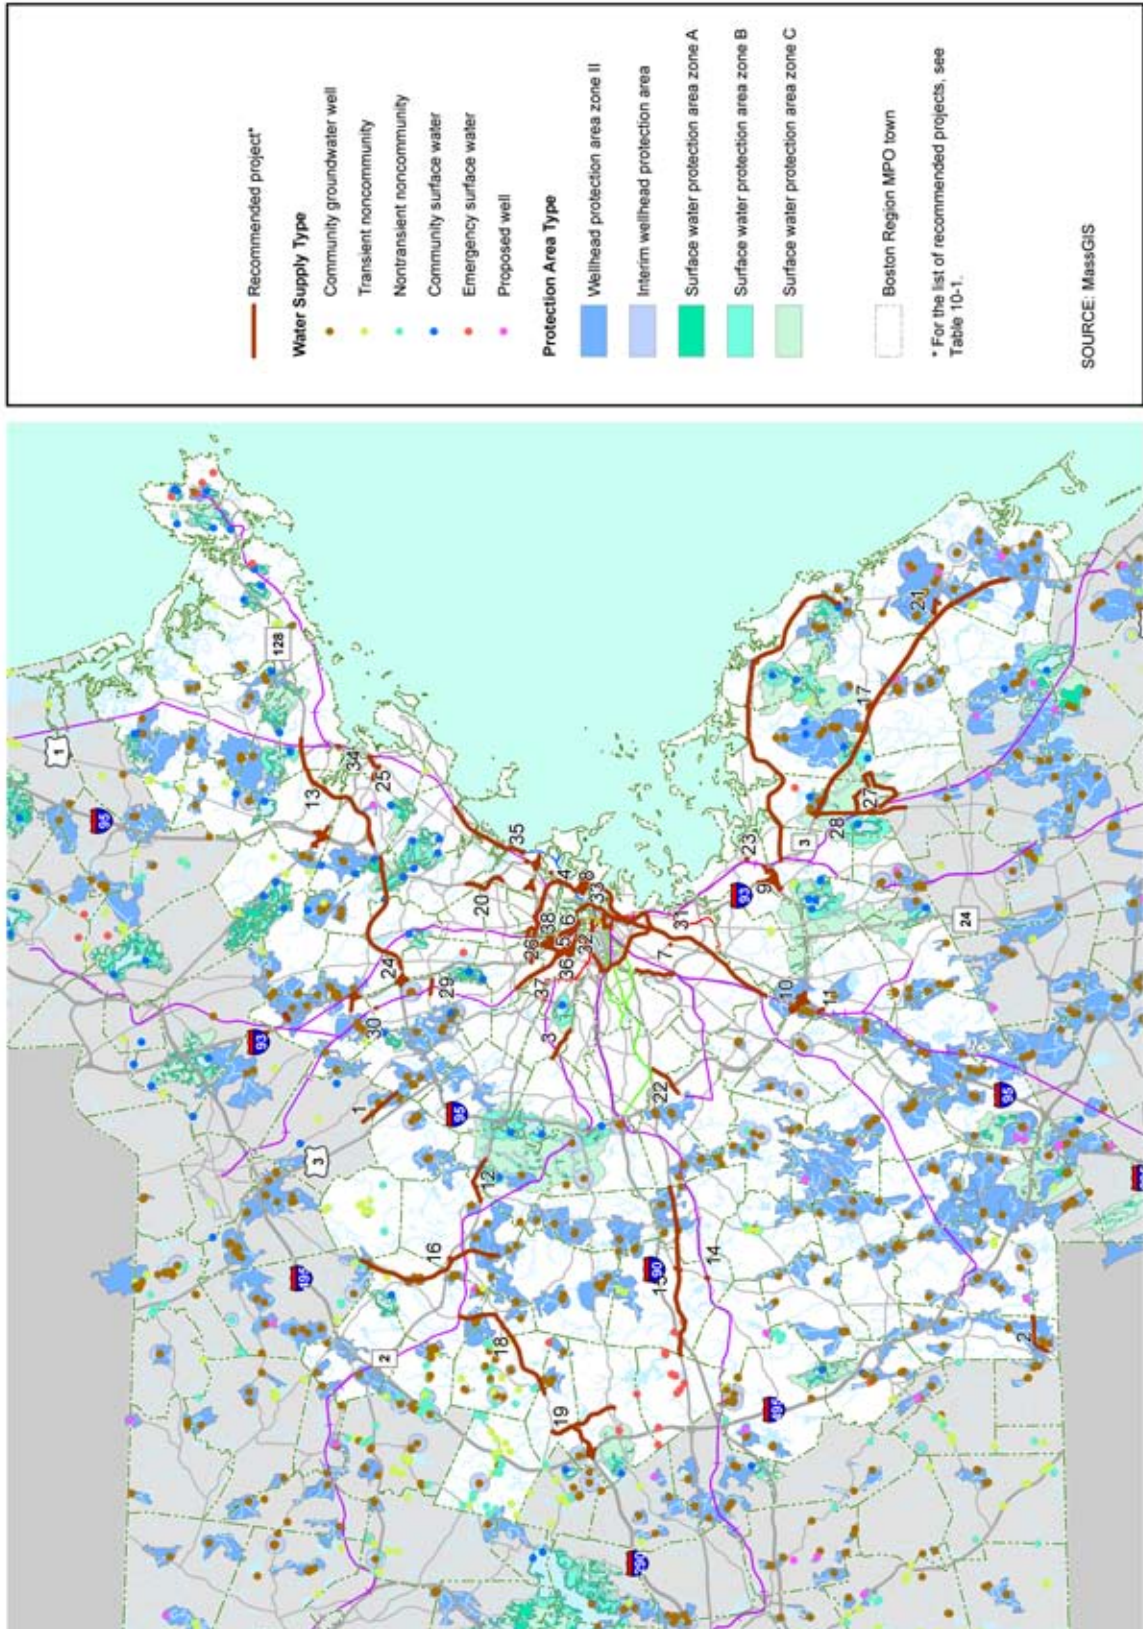 Recommended project*
Water Supply Type
Community groundwater well
Transient noncommunity
Nontransient noncommunity
Community surface water
Emergency surface water
Proposed well
Protection Area Type
Wellhead protection area zone II
Interim wellhead protection area
Surface water protection area zone A
Surface water protection area zone B
Surface water protection area zone C
Boston Region MPO town
* For the list of recommended projects, see
Table 10-1.
SOURCE: MassGIS
1
95
128
13
34
25
93
24
30
29
20
35
4
8
33
38
6
26
5
36
32
37
3
1
95
3
12
16
495
2
18
19
90
14
22
7
31
10
11
93
9
23
3
28
27
17
21
24
95
495
2
290